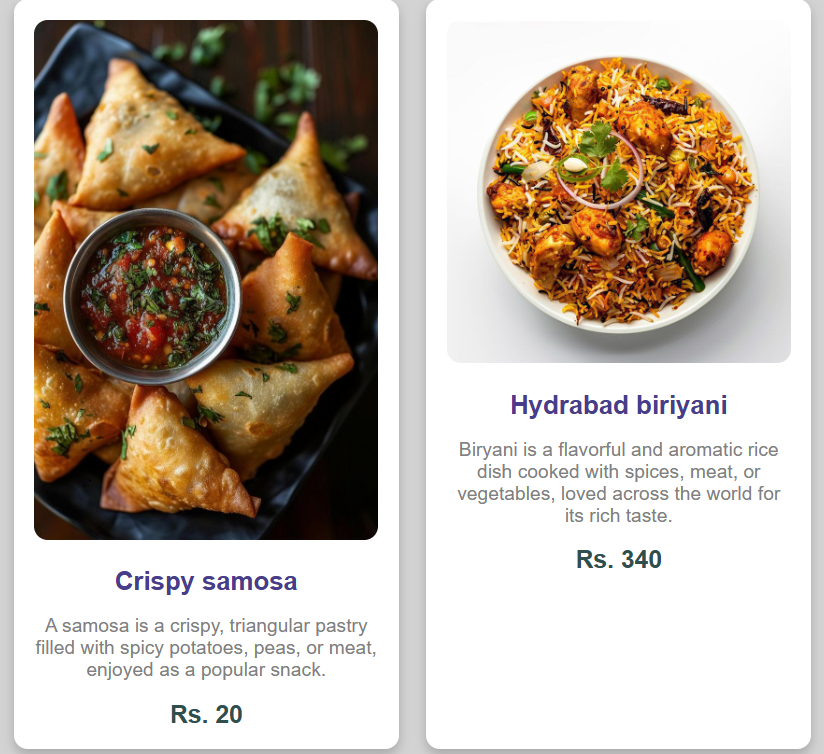 Crispy samosa
A samosa is a crispy, triangular pastry
filled with spicy potatoes, peas, or meat,
enjoyed as a popular snack.
Rs. 20
Hydrabad biriyani
Biryani is a flavorful and aromatic rice
dish cooked with spices, meat, or
vegetables, loved across the world for
its rich taste.
Rs. 340